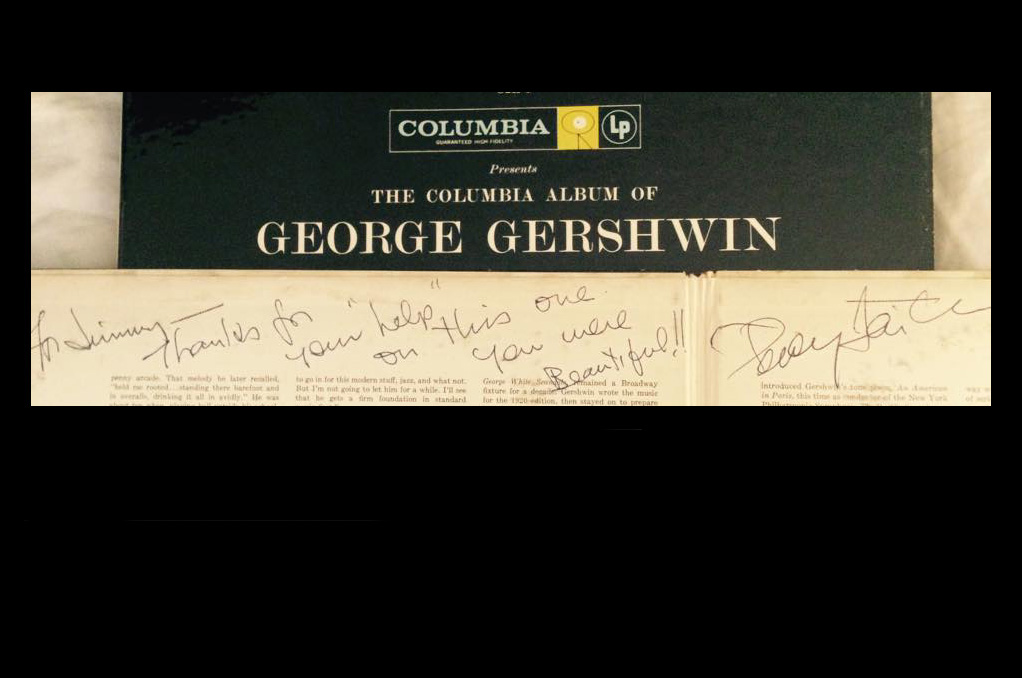 COLUMBIA
GUARANTEED HIGH FIDELITY
Lp
Presents
THE COLUMBIA ALBUM OF
GEORGE GERSHWIN
for Jimmy —
Thanks for
your "help"
on this one
you were
Beautiful!!
Percy Faith
penny arcade. That melody he later recalled,
"held me rooted...standing there barefoot and
in overalls, drinking it all in avidly." He was
to go in for this modern stuff, jazz, and what not.
But I'm not going to let him for a while. I'll see
that he gets a firm foundation in standard
George White Scandals remained a Broadway
fixture for a decade. Gershwin wrote the music
for the 1920 edition, then stayed on to prepare
introduced Gershwin's tone poem, An American
in Paris, this time as conductor of the New York